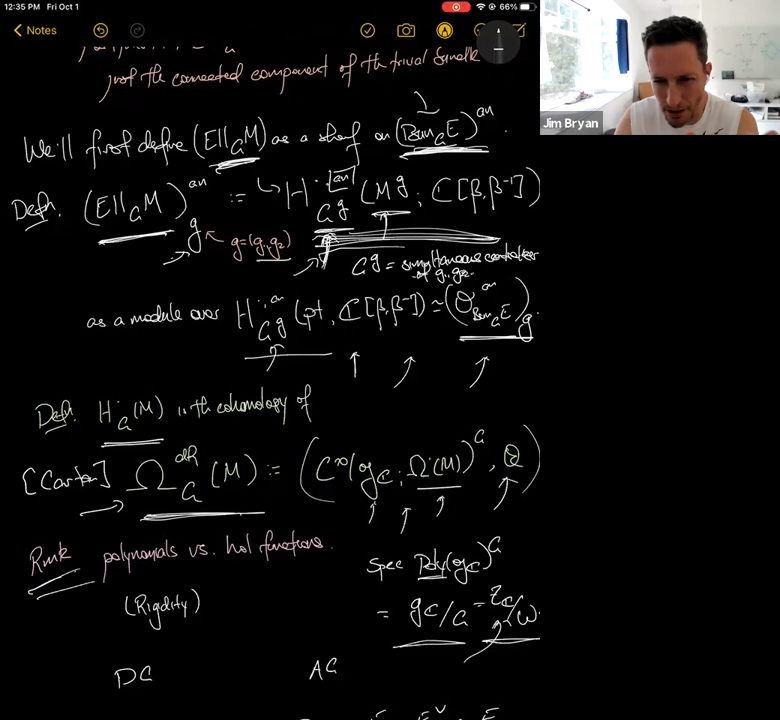 12:35 PM Fri Oct 1
66%
Notes
just the connected component of the trivial bundle
We'll first define (Ell_G M) as a sheaf on (Bun_G E)^an.
Defn. (Ell_G M)^an_g := H^{·,an}_{G^g} (M^g; C[β, β^-1])
g = (g_1, g_2)
G^g = simultaneous centralizer
of g_1, g_2
as a module over H^{·,an}_{G^g} (pt, C[β, β^-1]) ≃ (O^an_{Bun_G E})_g.
Defn. H^·_G (M) is the cohomology of
[Cartan] Ω_G (M) := (C^∞(g_C; Ω^·(M))^G, Q)
Rmk polynomials vs. hol functions.
Spec Poly(g_C)^G
(Rigidity)
= g_C/G = t_C/W.
Jim Bryan